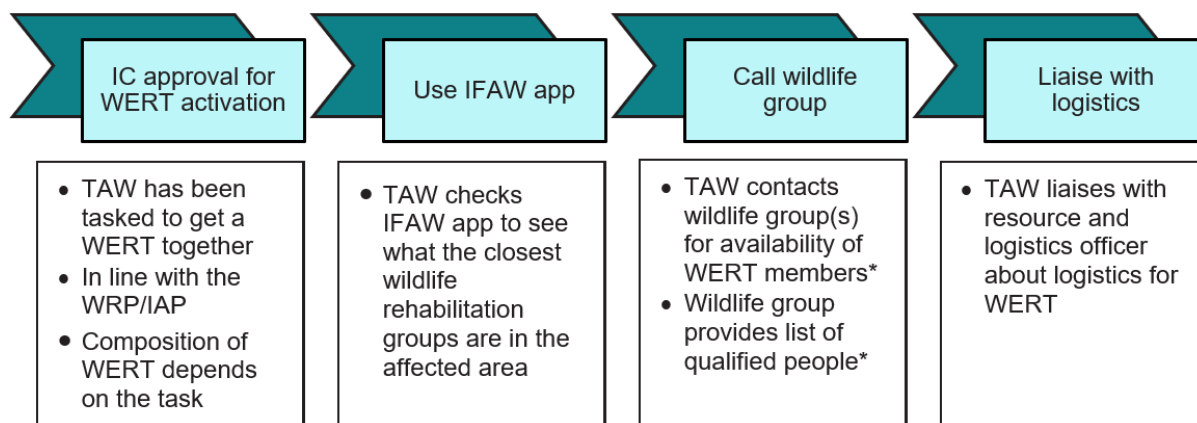 IC approval for
WERT activation
Use IFAW app
Call wildlife
group
Liaise with
logistics
• TAW has been
tasked to get a
WERT together
• In line with the
WRP/IAP
• Composition of
WERT depends
on the task
• TAW checks
IFAW app to see
what the closest
wildlife
rehabilitation
groups are in the
affected area
• TAW contacts
wildlife group(s)
for availability of
WERT members*
• Wildlife group
provides list of
qualified people*
• TAW liaises with
resource and
logistics officer
about logistics for
WERT